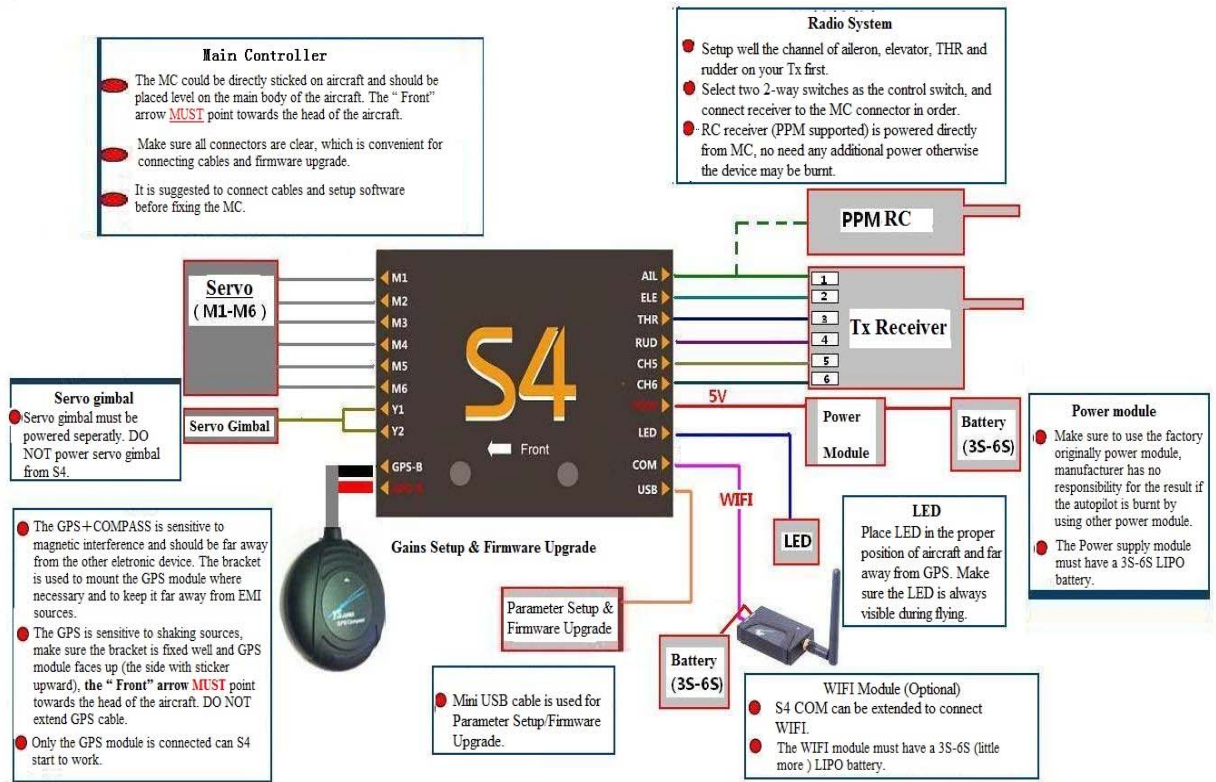 Main Controller
The MC could be directly sticked on aircraft and should be
placed level on the main body of the aircraft. The “ Front”
arrow MUST point towards the head of the aircraft.
Make sure all connectors are clear, which is convenient for
connecting cables and firmware upgrade.
It is suggested to connect cables and setup software
before fixing the MC.
Radio System
Setup well the channel of aileron, elevator, THR and
rudder on your Tx first.
Select two 2-way switches as the control switch, and
connect receiver to the MC connector in order.
RC receiver (PPM supported) is powered directly
from MC, no need any additional power otherwise
the device may be burnt.
PPM RC
Servo
( M1-M6 )
M1
M2
M3
M4
M5
M6
Y1
Y2
GPS-B
S4
Front
AIL
ELE
THR
RUD
CH5
CH6
LED
COM
USB
1
2
3
4
5
6
Tx Receiver
5V
Power
Module
Battery
(3S-6S)
Servo gimbal
Servo gimbal must be
powered seperatly. DO
NOT power servo gimbal
from S4.
Servo Gimbal
Power module
Make sure to use the factory
originally power module,
manufacturer has no
responsibility for the result if
the autopilot is burnt by
using other power module.
The Power supply module
must have a 3S-6S LIPO
battery.
The GPS+COMPASS is sensitive to
magnetic interference and should be far away
from the other eletronic device. The bracket
is used to mount the GPS module where
necessary and to keep it far away from EMI
sources.
The GPS is sensitive to shaking sources,
make sure the bracket is fixed well and GPS
module faces up (the side with sticker
upward), the “ Front” arrow MUST point
towards the head of the aircraft. DO NOT
extend GPS cable.
Only the GPS module is connected can S4
start to work.
Gains Setup & Firmware Upgrade
WIFI
LED
LED
Place LED in the proper
position of aircraft and far
away from GPS. Make
sure the LED is always
visible during flying.
Parameter Setup &
Firmware Upgrade
Battery
(3S-6S)
Mini USB cable is used for
Parameter Setup/Firmware
Upgrade.
WIFI Module (Optional)
S4 COM can be extended to connect
WIFI.
The WIFI module must have a 3S-6S (little
more ) LIPO battery.